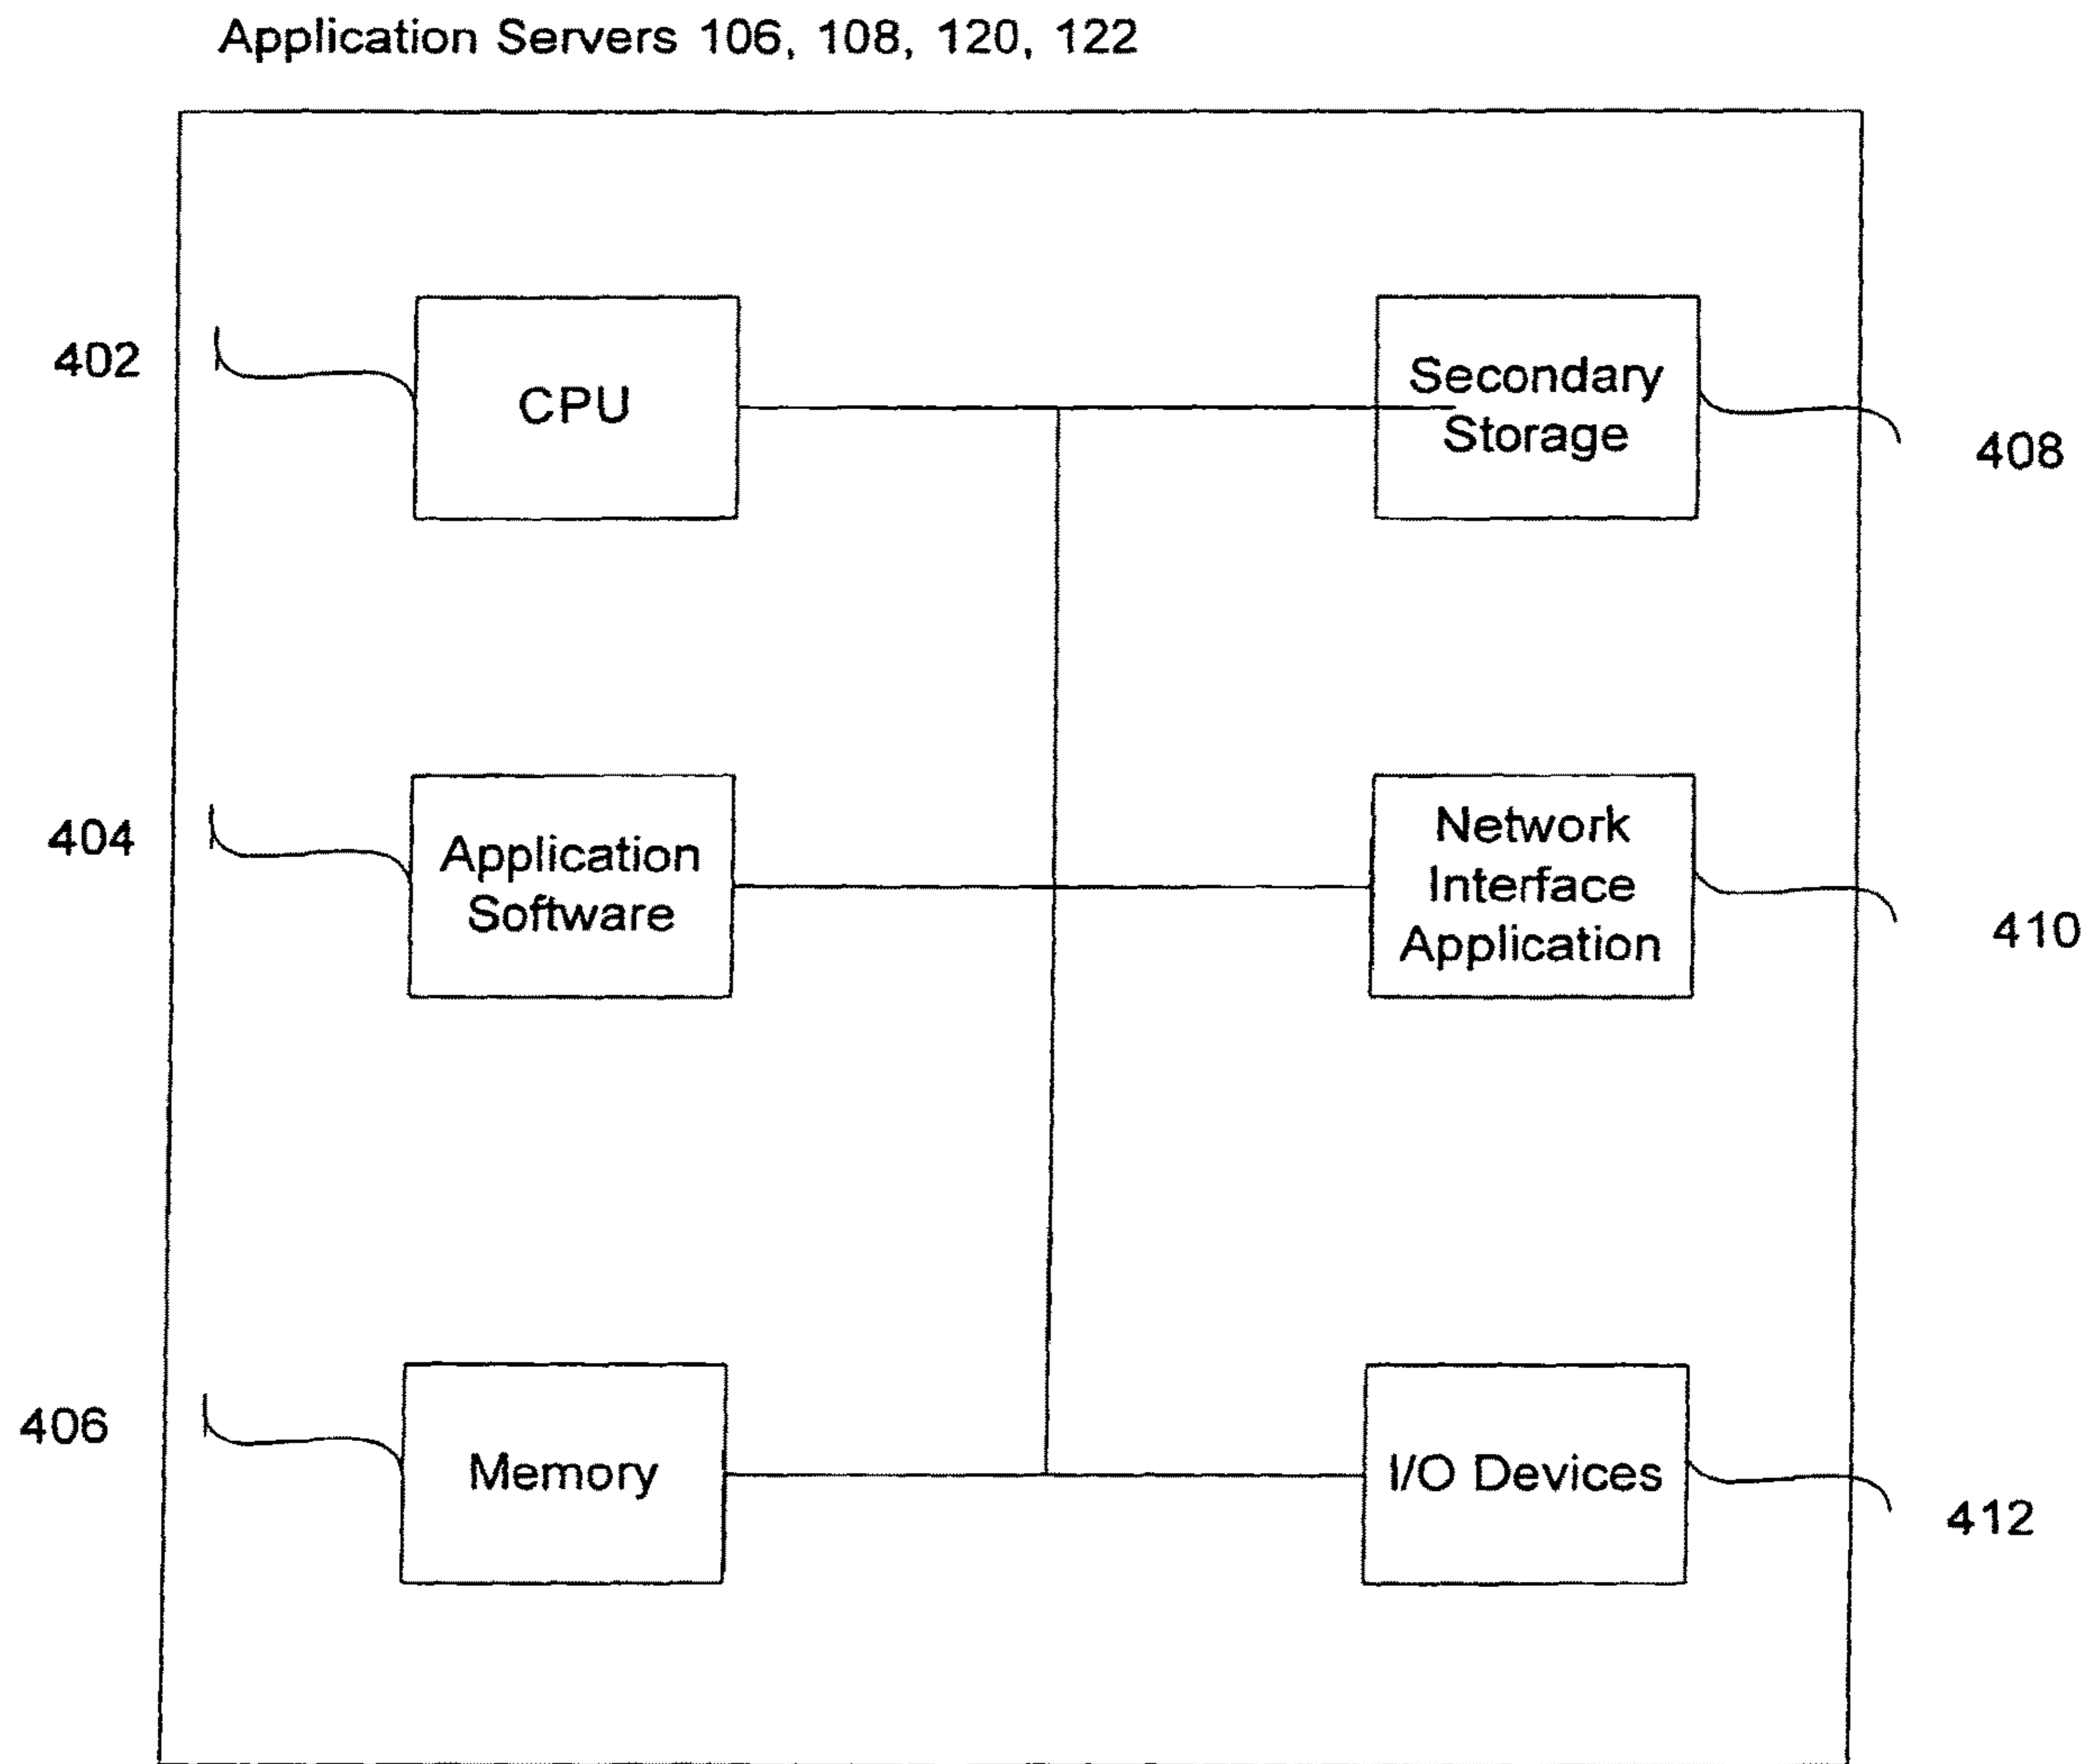 Application Servers 106, 108, 120, 122
402
CPU
Secondary
Storage
408
404
Application
Software
Network
Interface
Application
410
406
Memory
I/O Devices
412